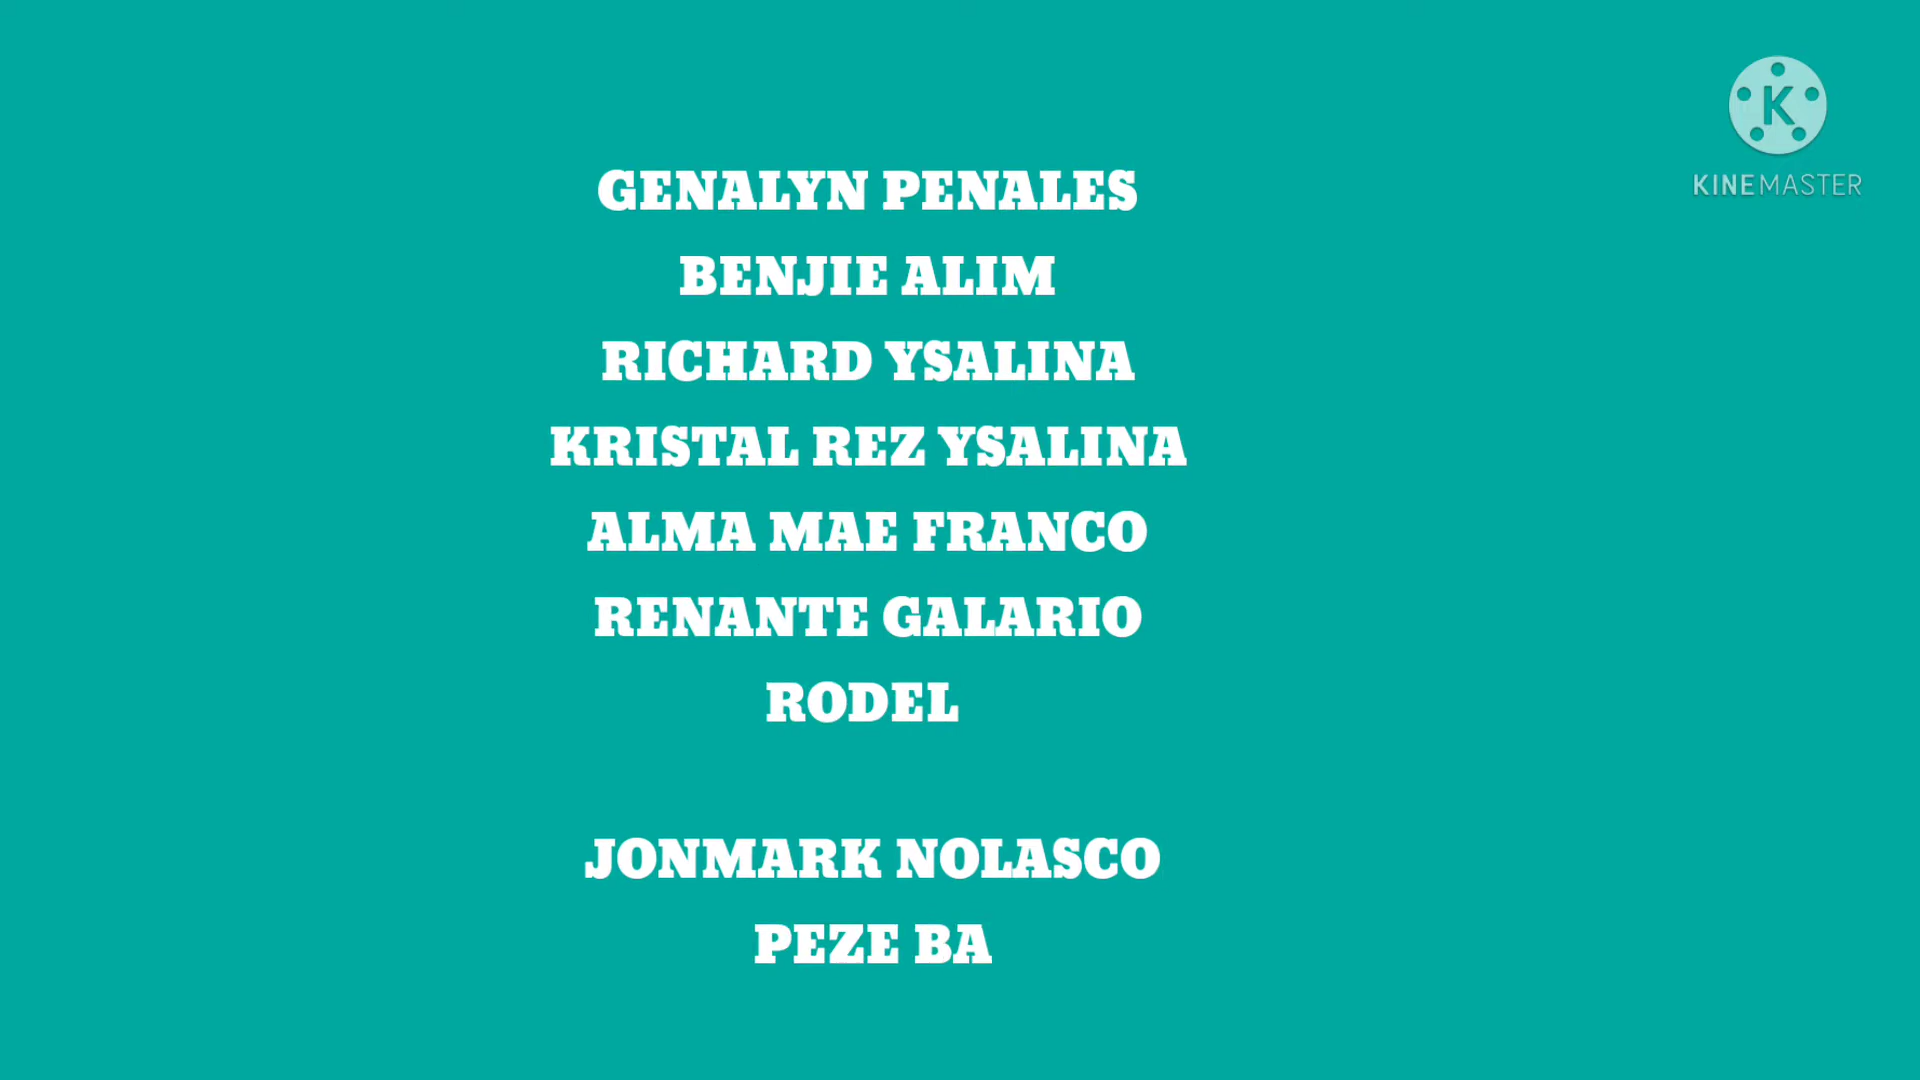 GENALYN PENALES
BENJIE ALIM
RICHARD YSALINA
KRISTAL REZ YSALINA
ALMA MAE FRANCO
RENANTE GALARIO
RODEL
JONMARK NOLASCO
PEZE BA
K
KINEMASTER